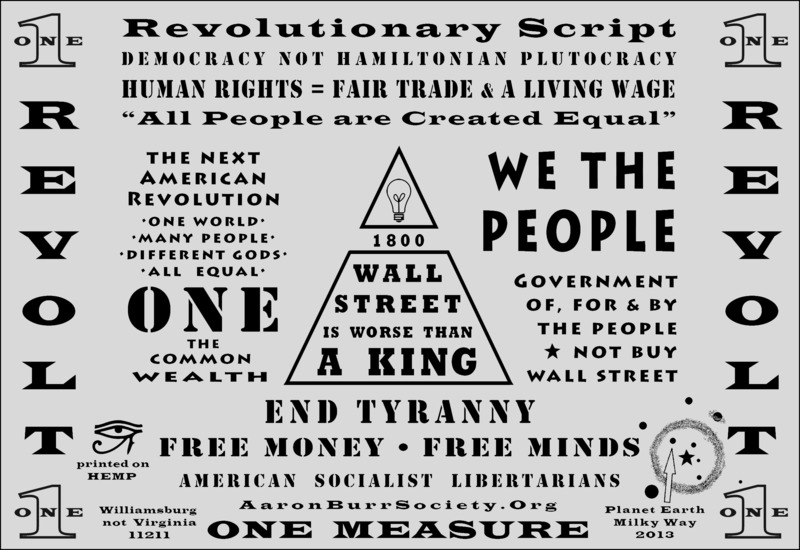 ONE
Revolutionary Script
ONE
DEMOCRACY NOT HAMILTONIAN PLUTOCRACY
HUMAN RIGHTS = FAIR TRADE & A LIVING WAGE
“All People are Created Equal”
REVOLT
THE NEXT
AMERICAN
REVOLUTION
·ONE WORLD·
·MANY PEOPLE·
·DIFFERENT GODS·
·ALL EQUAL·
ONE
THE
COMMON
WEALTH
1800
WALL
STREET
IS WORSE THAN
A KING
WE THE
PEOPLE
GOVERNMENT
OF, FOR & BY
THE PEOPLE
★ NOT BUY
WALL STREET
REVOLT
END TYRANNY
FREE MONEY • FREE MINDS
AMERICAN SOCIALIST LIBERTARIANS
AaronBurrSociety.Org
ONE MEASURE
printed on
HEMP
Williamsburg
not Virginia
11211
Planet Earth
Milky Way
2013
ONE
ONE